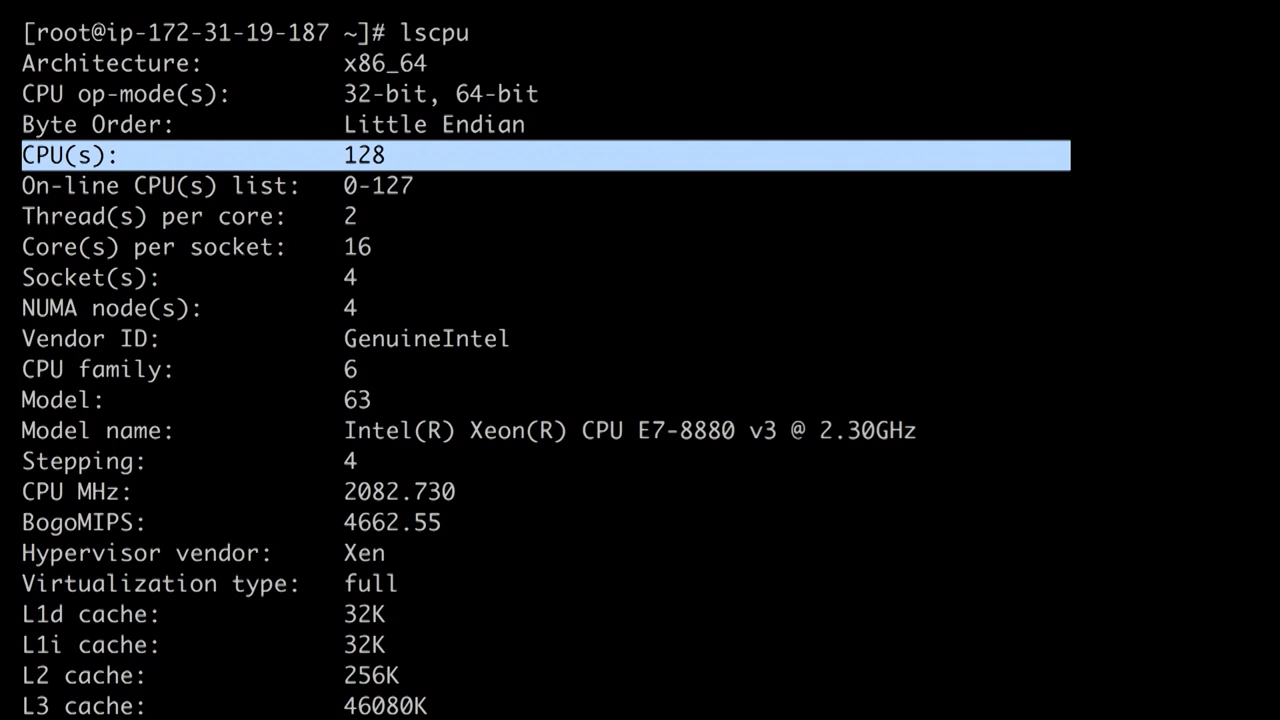 [root@ip-172-31-19-187 ~]# lscpu
Architecture: x86_64
CPU op-mode(s): 32-bit, 64-bit
Byte Order: Little Endian
CPU(s): 128
On-line CPU(s) list: 0-127
Thread(s) per core: 2
Core(s) per socket: 16
Socket(s): 4
NUMA node(s): 4
Vendor ID: GenuineIntel
CPU family: 6
Model: 63
Model name: Intel(R) Xeon(R) CPU E7-8880 v3 @ 2.30GHz
Stepping: 4
CPU MHz: 2082.730
BogoMIPS: 4662.55
Hypervisor vendor: Xen
Virtualization type: full
L1d cache: 32K
L1i cache: 32K
L2 cache: 256K
L3 cache: 46080K